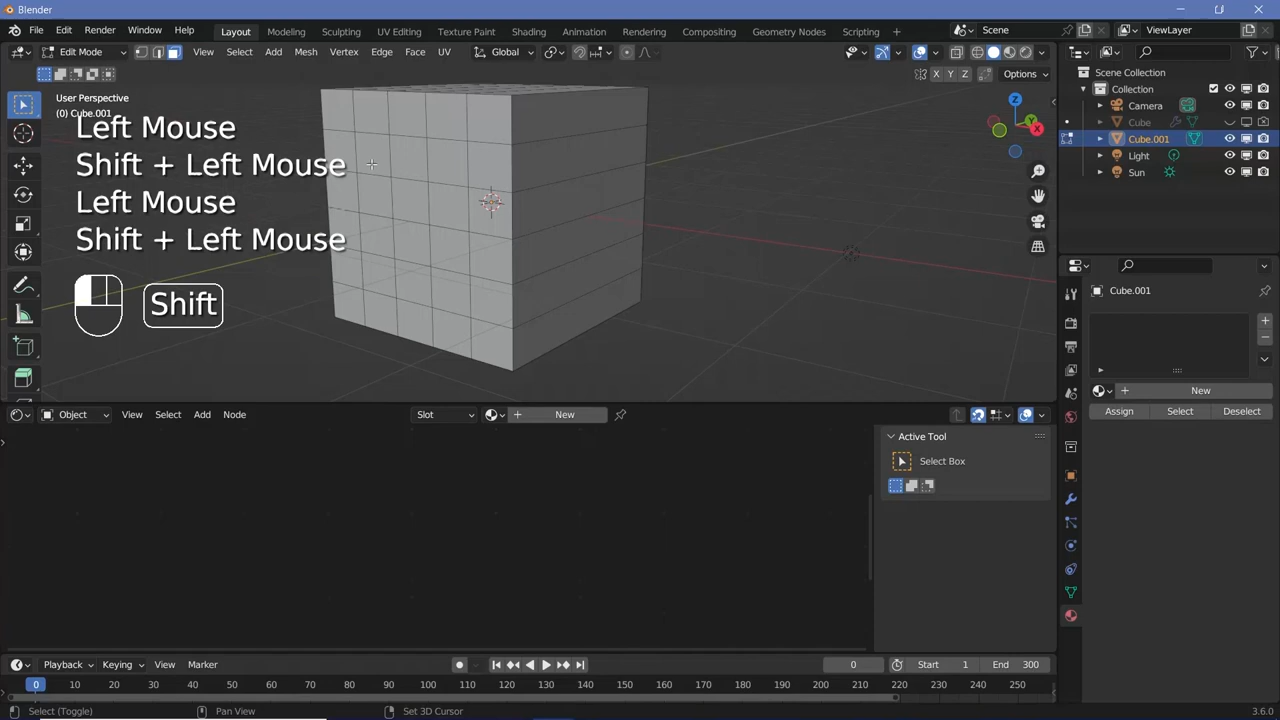 Blender
File Edit Render Window Help Layout Modeling Sculpting UV Editing Texture Paint Shading Animation Rendering Compositing Geometry Nodes Scripting + Scene ViewLayer
Edit Mode View Select Add Mesh Vertex Edge Face UV Global
X Y Z Options
User Perspective
(0) Cube.001
Left Mouse
Shift + Left Mouse
Left Mouse
Shift + Left Mouse
Shift
Z
Y
X
Scene Collection
Collection
Camera
Cube
Cube.001
Light
Sun
Cube.001
New
Assign Select Deselect
Object View Select Add Node Slot New
Active Tool
Select Box
Playback Keying View Marker 0 Start 1 End 300
0 10 20 30 40 50 60 70 80 90 100 110 120 130 140 150 160 170 180 190 200 210 220 230 240 250
Select (Toggle) Pan View Set 3D Cursor 3.6.0